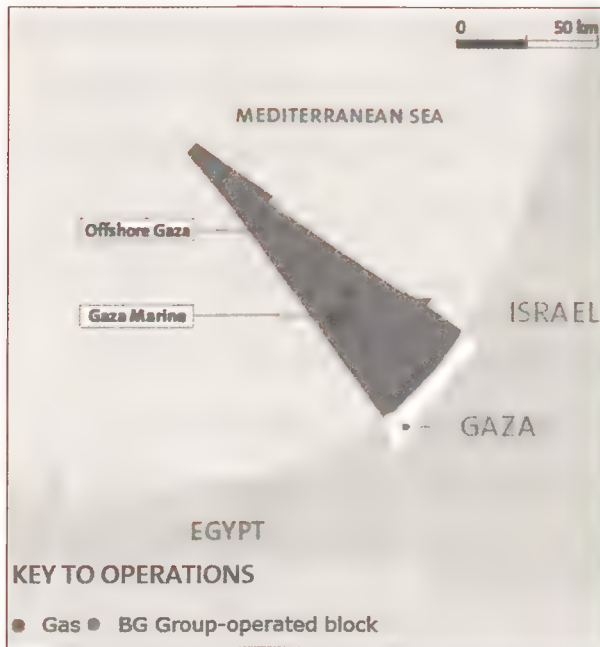 0 50 km
MEDITERRANEAN SEA
Offshore Gaza
Gaza Marine
ISRAEL
GAZA
EGYPT
KEY TO OPERATIONS
Gas BG Group-operated block